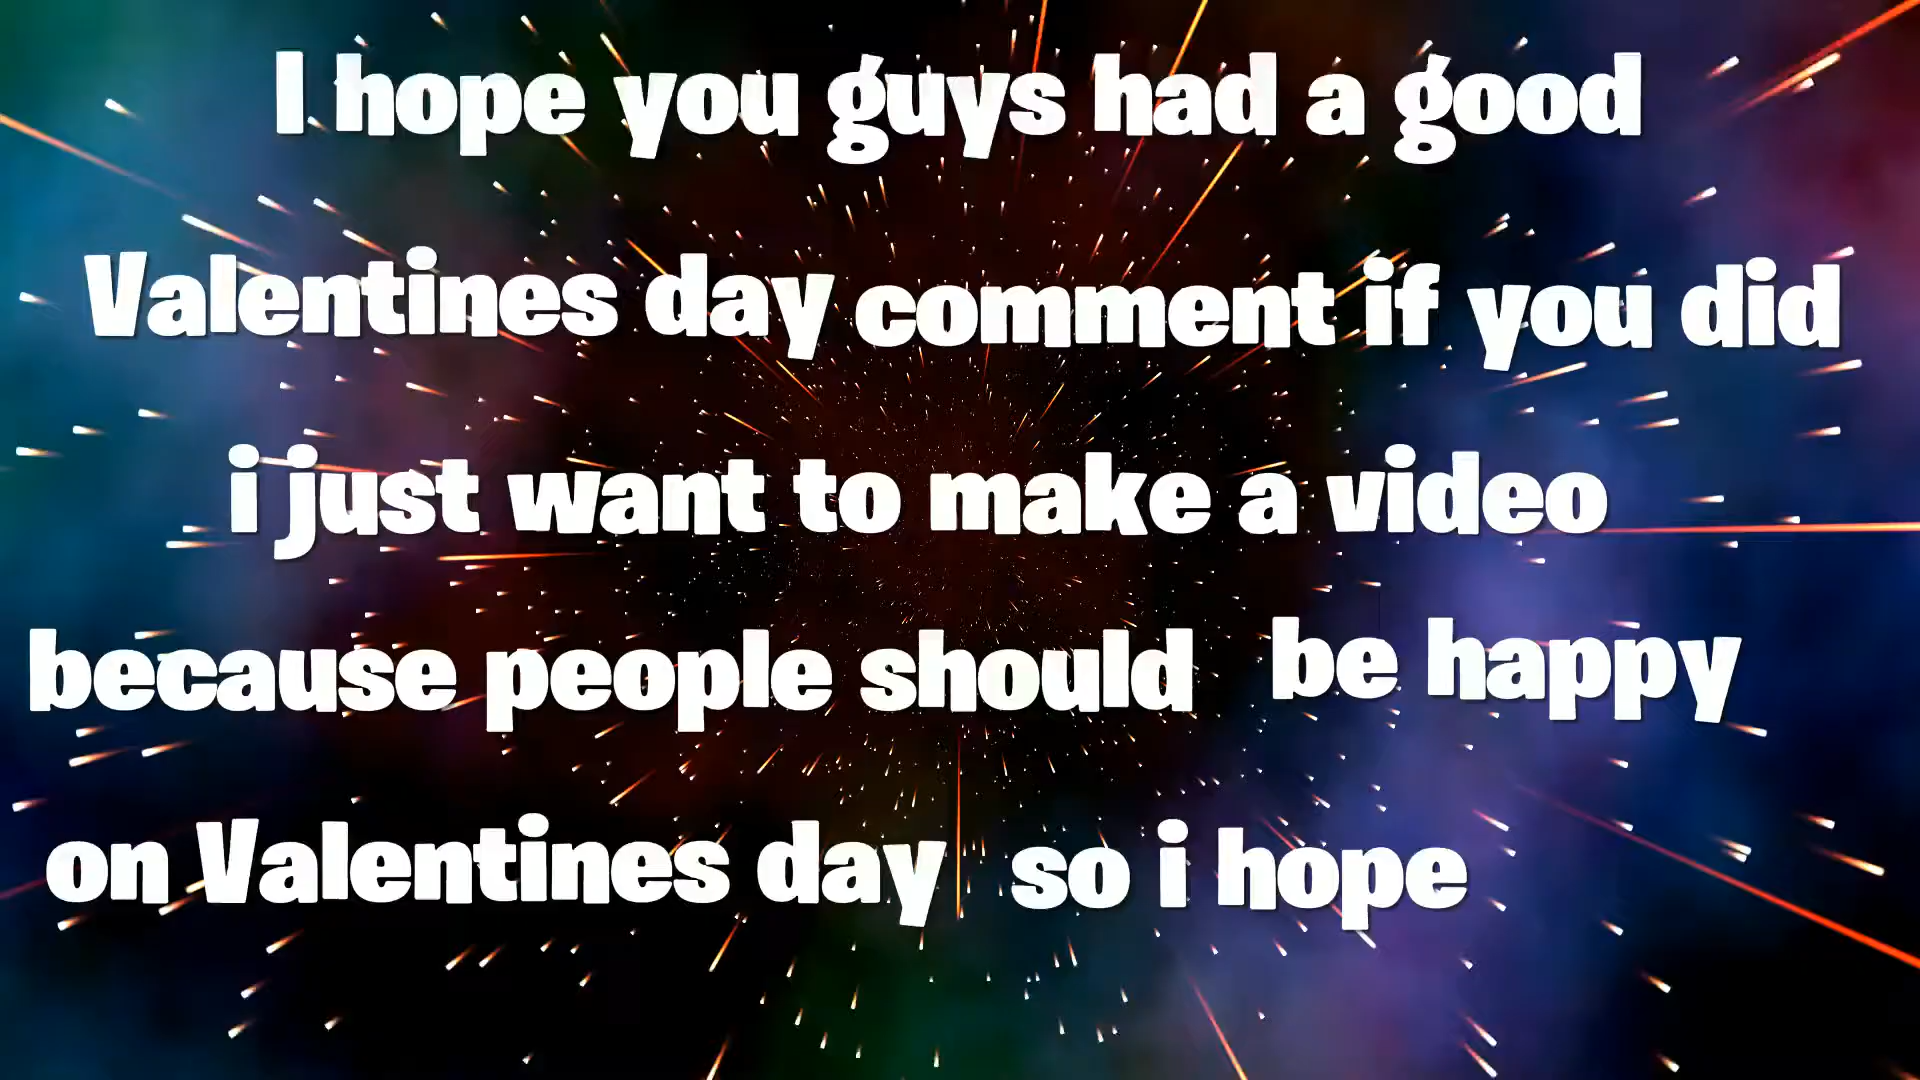 I hope you guys had a good
Valentines day comment if you did
i just want to make a video
because people should be happy
on Valentines day so i hope